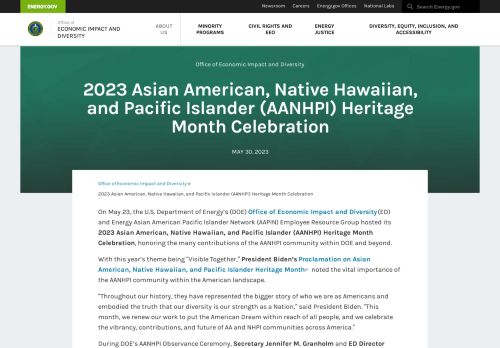 ENERGY.GOV
Newsroom Careers Energy.gov Offices National Labs Search Energy.gov
Office of
ECONOMIC IMPACT AND
DIVERSITY
ABOUT
US
MINORITY
PROGRAMS
CIVIL RIGHTS AND
EEO
ENERGY
JUSTICE
DIVERSITY, EQUITY, INCLUSION, AND
ACCESSIBILITY
Office of Economic Impact and Diversity
2023 Asian American, Native Hawaiian,
and Pacific Islander (AANHPI) Heritage
Month Celebration
MAY 30, 2023
Office of Economic Impact and Diversity »
2023 Asian American, Native Hawaiian, and Pacific Islander (AANHPI) Heritage Month Celebration
On May 23, the U.S. Department of Energy's (DOE) Office of Economic Impact and Diversity(ED)
and Energy Asian American Pacific Islander Network (AAPIN) Employee Resource Group hosted its
2023 Asian American, Native Hawaiian, and Pacific Islander (AANHPI) Heritage Month
Celebration, honoring the many contributions of the AANHPI community within DOE and beyond.
With this year's theme being "Visible Together," President Biden's Proclamation on Asian
American, Native Hawaiian, and Pacific Islander Heritage Month noted the vital importance of
the AANHPI community within the American landscape.
"Throughout our history, they have represented the bigger story of who we are as Americans and
embodied the truth that our diversity is our strength as a Nation," said President Biden. "This
month, we renew our work to put the American Dream within reach of all people, and we celebrate
the vibrancy, contributions, and future of AA and NHPI communities across America."
During DOE's AANHPI Observance Ceremony, Secretary Jennifer M. Granholm and ED Director